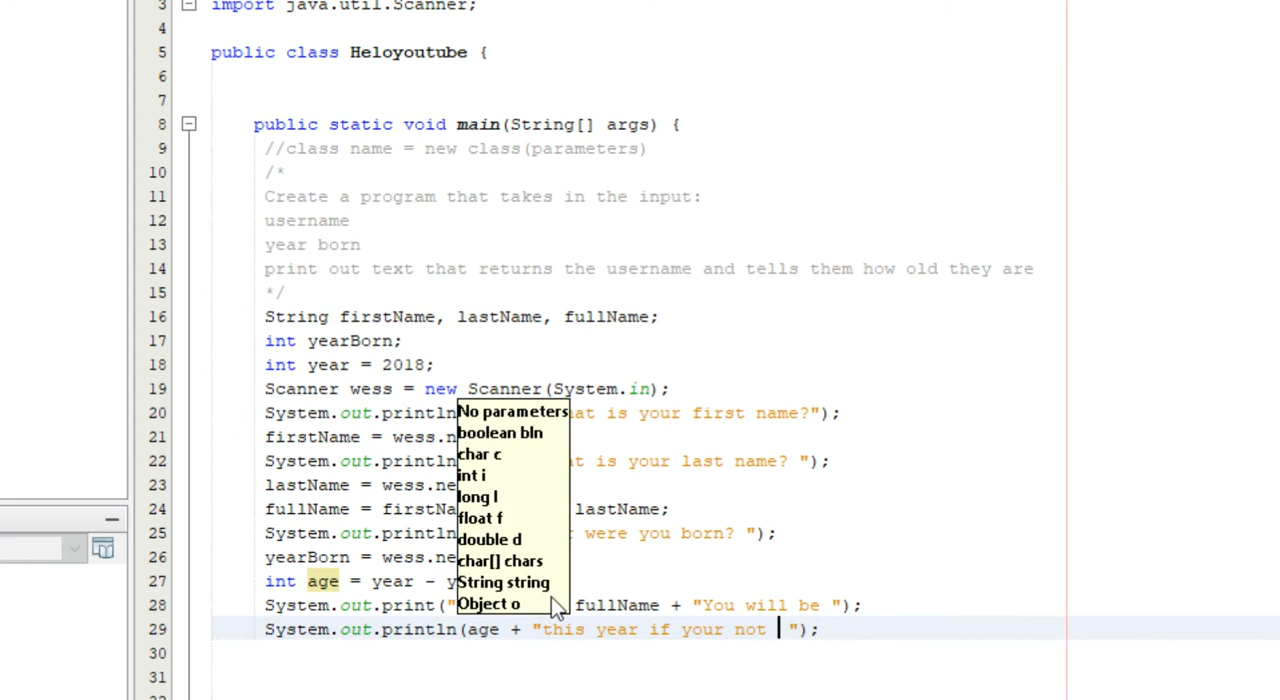 3 import java.util.Scanner;
4
5 public class Heloyoutube {
6
7
8 public static void main(String[] args) {
9 //class name = new class(parameters)
10 /*
11 Create a program that takes in the input:
12 username
13 year born
14 print out text that returns the username and tells them how old they are
15 */
16 String firstName, lastName, fullName;
17 int yearBorn;
18 int year = 2018;
19 Scanner wess = new Scanner(System.in);
20 System.out.println No parameters at is your first name?");
boolean bln
21 firstName = wess.n
char c
22 System.out.println t is your last name? ");
int i
23 lastName = wess.ne
long l
24 fullName = firstNa lastName;
float f
25 System.out.println were you born? ");
double d
26 yearBorn = wess.ne char[] chars
27 int age = year - y String string
28 System.out.print(" Object o fullName + "You will be ");
29 System.out.println(age + "this year if your not ");
30
31